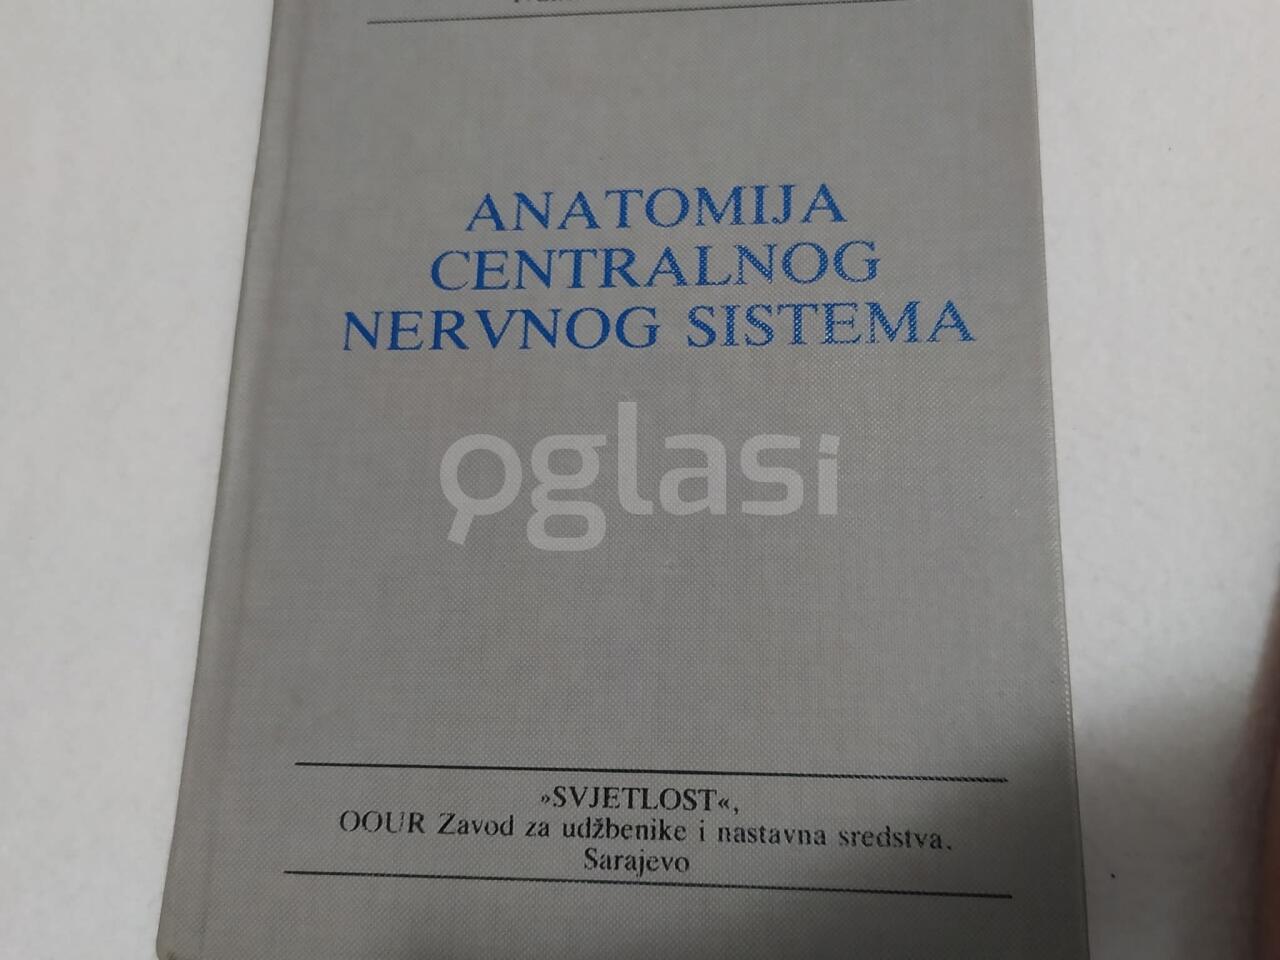 ANATOMIJA
CENTRALNOG
NERVNOG SISTEMA
oglasi
»SVJETLOST«,
OOUR Zavod za udžbenike i nastavna sredstva.
Sarajevo